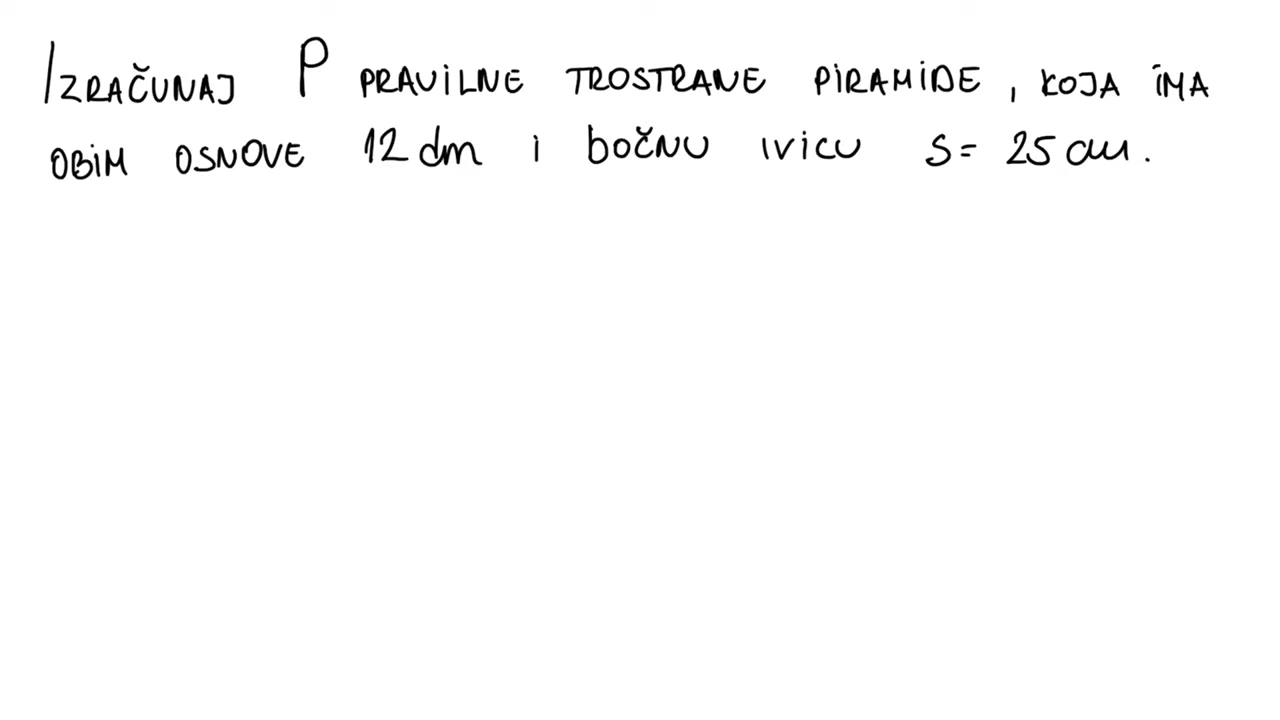 IZRAČUNAJ P PRAVILNE TROSTRANE PIRAMIDE, KOJA IMA
OBIM OSNOVE 12 dm i bočNU IVICU S = 25 cm.